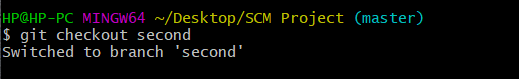 HP@HP-PC MINGW64 ~/Desktop/SCM Project (master)
$ git checkout second
Switched to branch 'second'